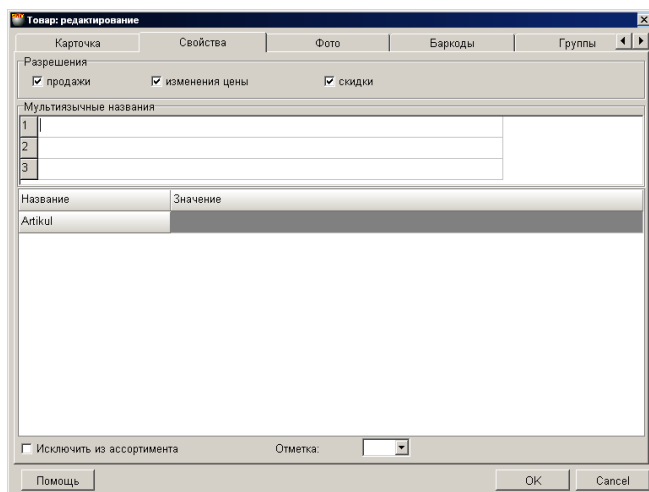 Товар: редактирование
Карточка Свойства Фото Баркоды Группы
Разрешения
продажи изменения цены скидки
Мультиязычные названия
1
2
3
Название Значение
Artikul
Исключить из ассортимента Отметка:
Помощь OK Cancel